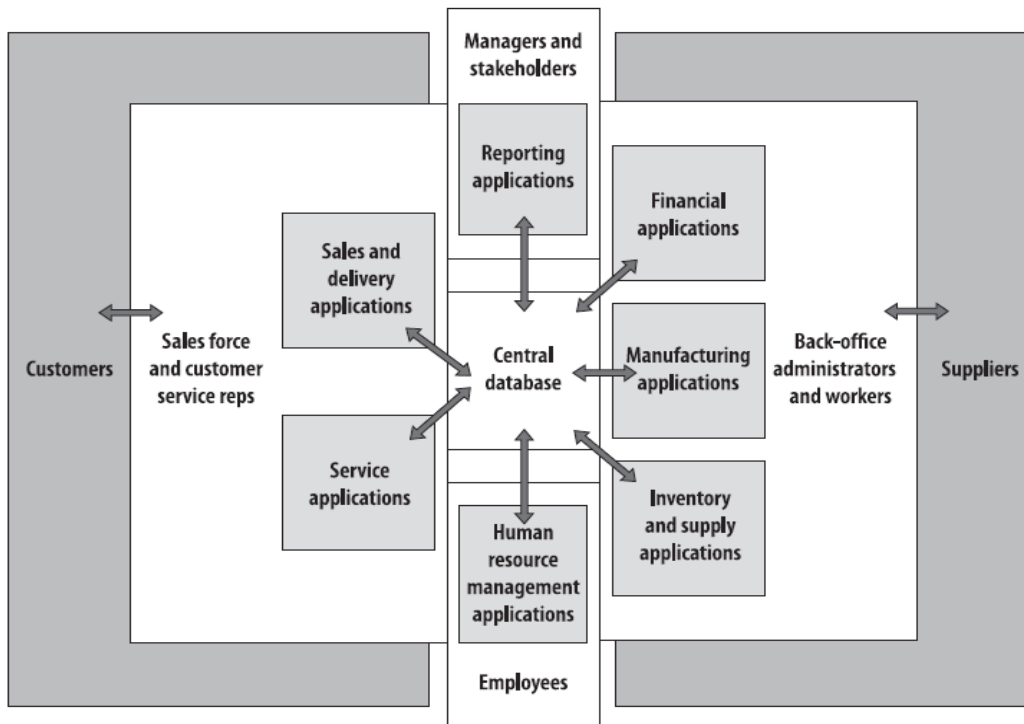 Managers and
stakeholders
Reporting
applications
Financial
applications
Sales and
delivery
applications
Customers
Sales force
and customer
service reps
Central
database
Manufacturing
applications
Back-office
administrators
and workers
Suppliers
Service
applications
Inventory
and supply
applications
Human
resource
management
applications
Employees